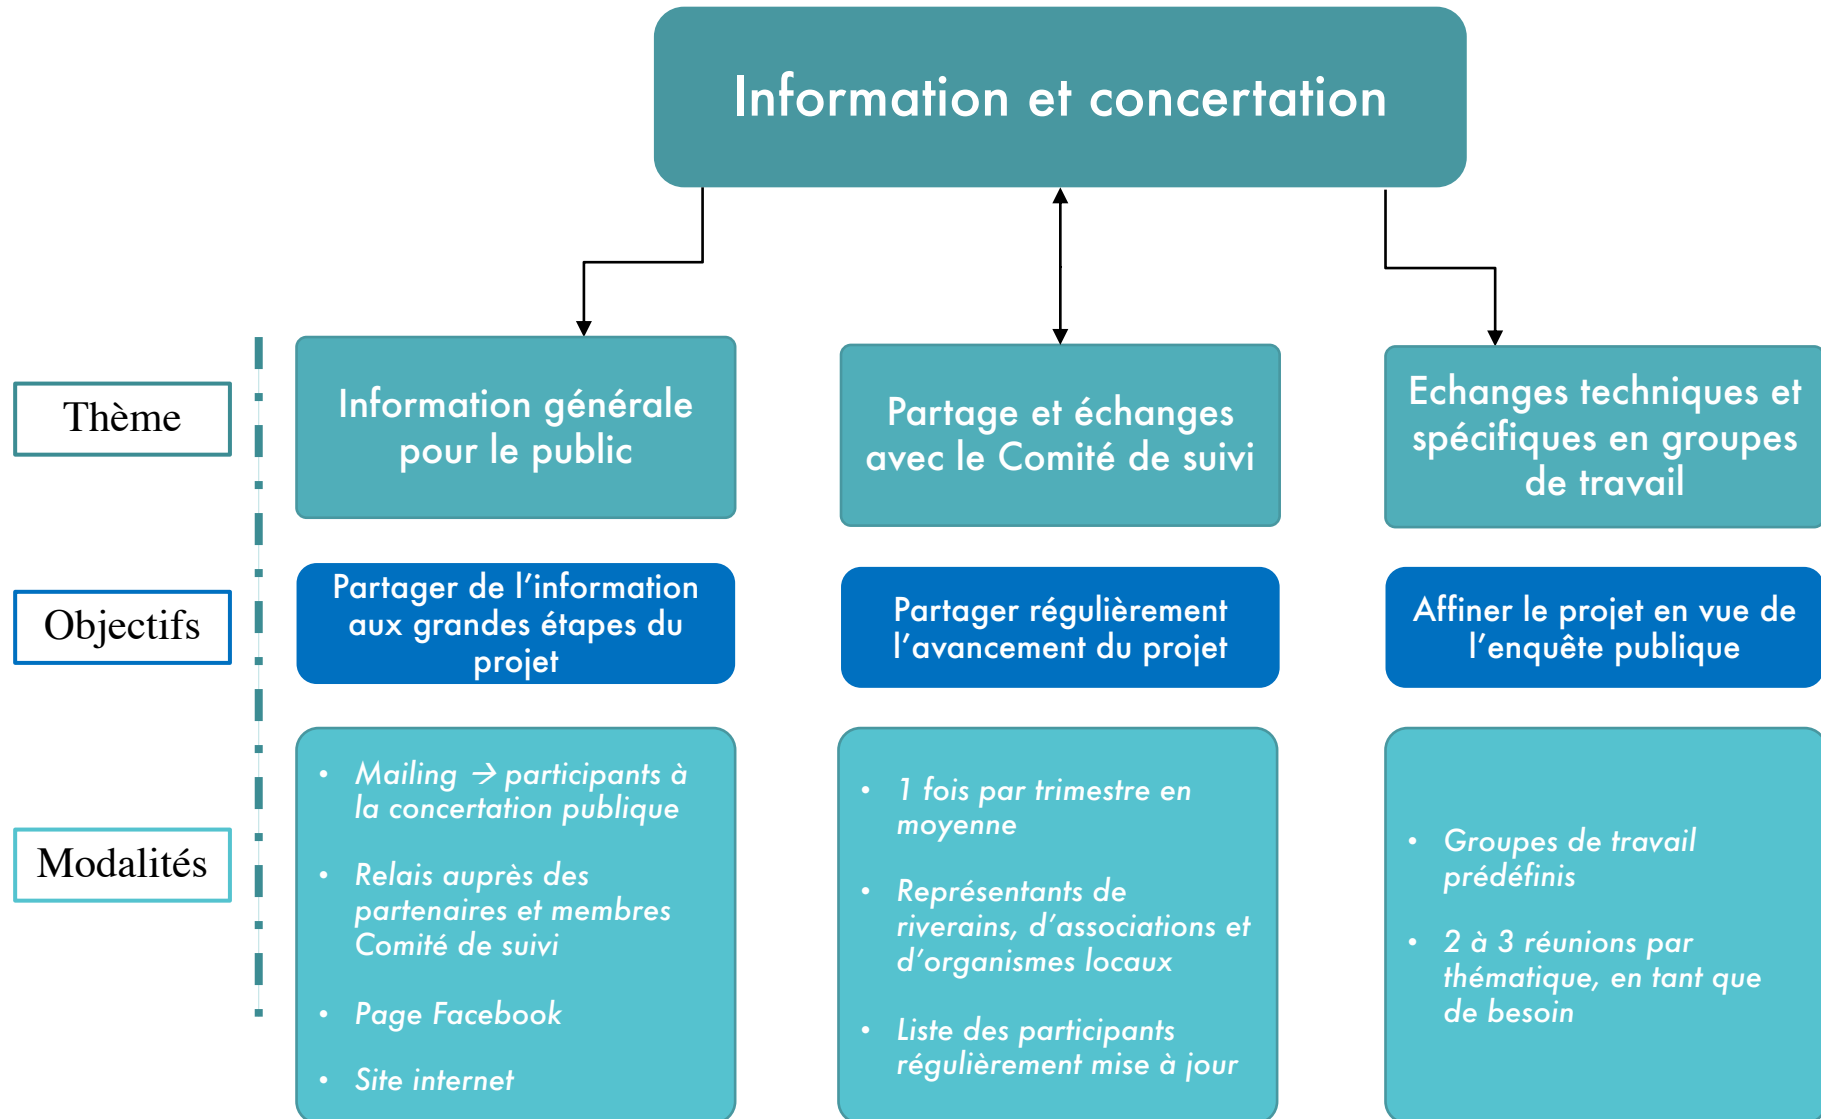 Information et concertation
Thème
Information générale
pour le public
Partage et échanges
avec le Comité de suivi
Echanges techniques et
spécifiques en groupes
de travail
Objectifs
Partager de l’information
aux grandes étapes du
projet
Partager régulièrement
l’avancement du projet
Affiner le projet en vue de
l’enquête publique
Modalités
• Mailing → participants à
la concertation publique
• Relais auprès des
partenaires et membres
Comité de suivi
• Page Facebook
• Site internet
• 1 fois par trimestre en
moyenne
• Représentants de
riverains, d’associations et
d’organismes locaux
• Liste des participants
régulièrement mise à jour
• Groupes de travail
prédéfinis
• 2 à 3 réunions par
thématique, en tant que
de besoin